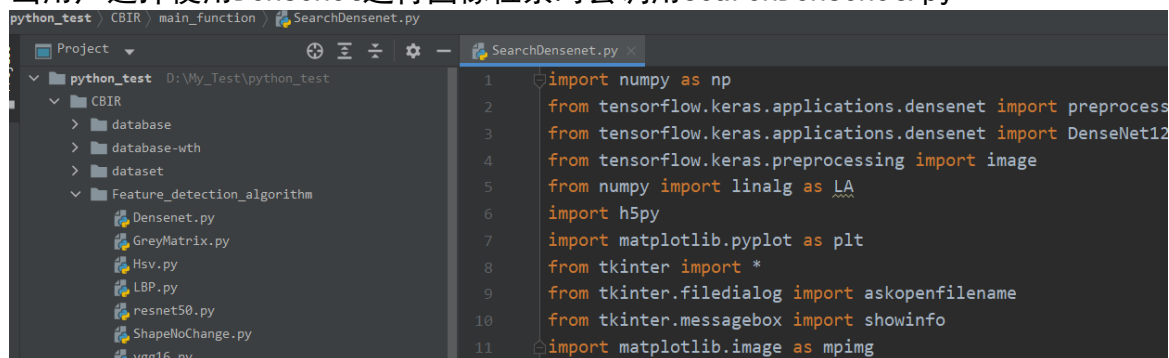 python_test 〉 CBIR 〉 main_function 〉 SearchDensenet.py
Project
SearchDensenet.py
python_test D:\My_Test\python_test
CBIR
database
database-wth
dataset
Feature_detection_algorithm
Densenet.py
GreyMatrix.py
Hsv.py
LBP.py
resnet50.py
ShapeNoChange.py
vgg16.py
1 import numpy as np
2 from tensorflow.keras.applications.densenet import preprocess
3 from tensorflow.keras.applications.densenet import DenseNet12
4 from tensorflow.keras.preprocessing import image
5 from numpy import linalg as LA
6 import h5py
7 import matplotlib.pyplot as plt
8 from tkinter import *
9 from tkinter.filedialog import askopenfilename
10 from tkinter.messagebox import showinfo
11 import matplotlib.image as mpimg